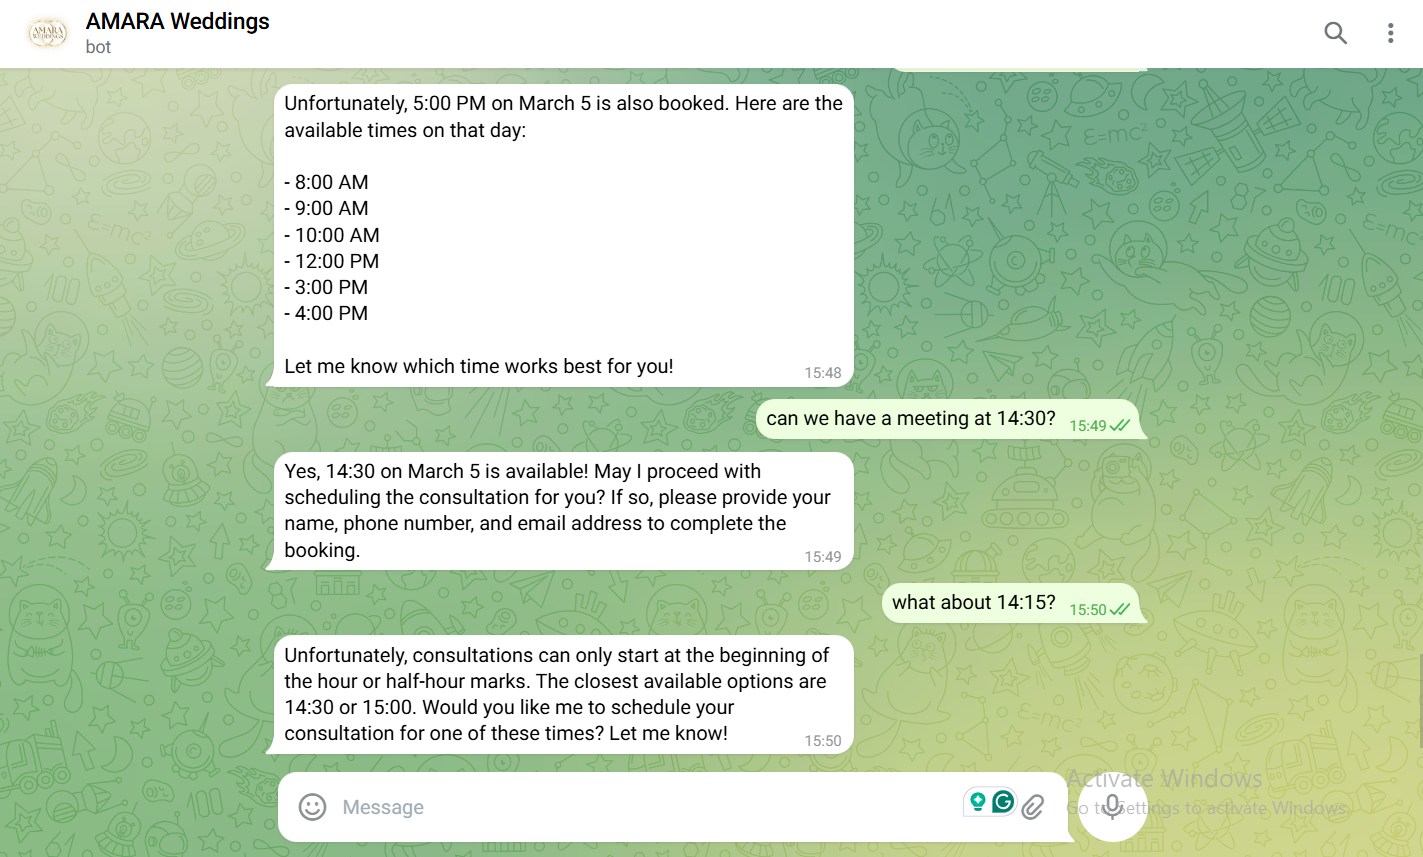 AMARA Weddings
bot
AMARA
WEDDINGS
Unfortunately, 5:00 PM on March 5 is also booked. Here are the
available times on that day:
- 8:00 AM
- 9:00 AM
- 10:00 AM
- 12:00 PM
- 3:00 PM
- 4:00 PM
Let me know which time works best for you!
15:48
can we have a meeting at 14:30?
15:49
Yes, 14:30 on March 5 is available! May I proceed with
scheduling the consultation for you? If so, please provide your
name, phone number, and email address to complete the
booking.
15:49
what about 14:15?
15:50
Unfortunately, consultations can only start at the beginning of
the hour or half-hour marks. The closest available options are
14:30 or 15:00. Would you like me to schedule your
consultation for one of these times? Let me know!
15:50
Message
Activate Windows
Go to Settings to activate Windows.